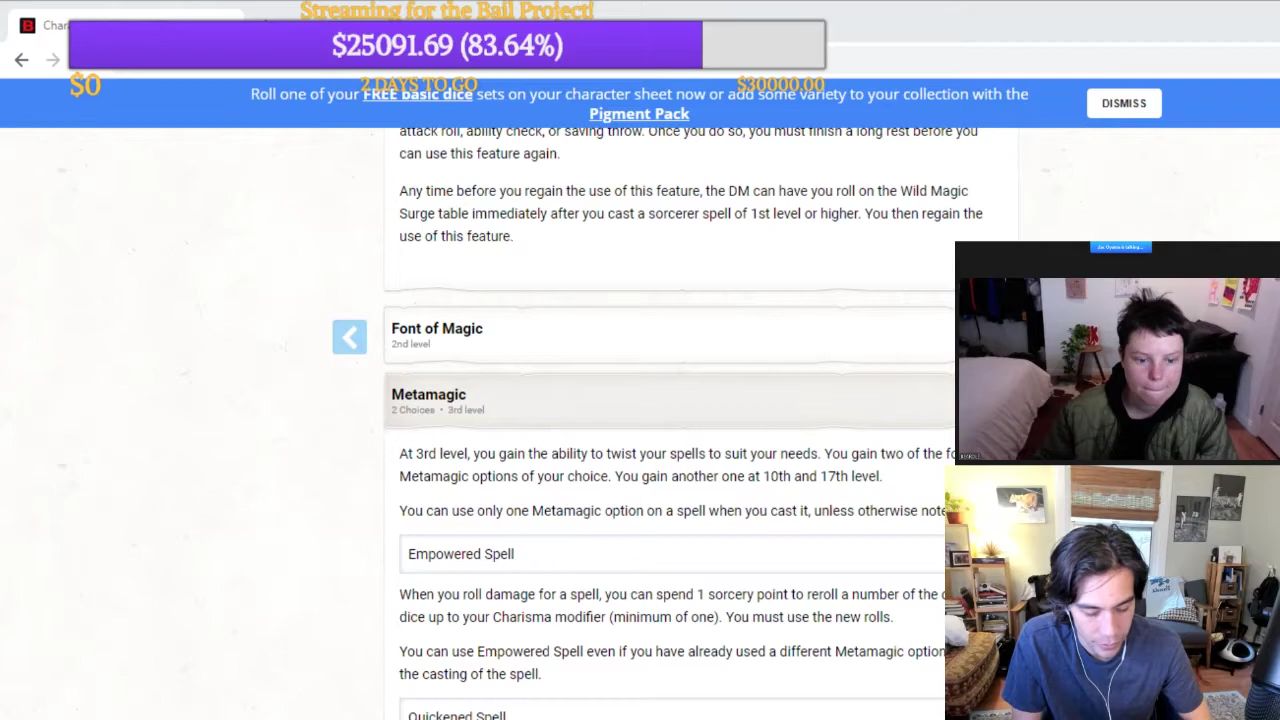 Streaming for the Bail Project!
Char
$25091.69 (83.64%)
$0
2 DAYS TO GO
$30000.00
Roll one of your FREE basic dice sets on your character sheet now or add some variety to your collection with the
Pigment Pack
DISMISS
attack roll, ability check, or saving throw. Once you do so, you must finish a long rest before you
can use this feature again.
Any time before you regain the use of this feature, the DM can have you roll on the Wild Magic
Surge table immediately after you cast a sorcerer spell of 1st level or higher. You then regain the
use of this feature.
Font of Magic
2nd level
Metamagic
2 Choices • 3rd level
At 3rd level, you gain the ability to twist your spells to suit your needs. You gain two of the
Metamagic options of your choice. You gain another one at 10th and 17th level.
You can use only one Metamagic option on a spell when you cast it, unless otherwise note
Empowered Spell
When you roll damage for a spell, you can spend 1 sorcery point to reroll a number of the
dice up to your Charisma modifier (minimum of one). You must use the new rolls.
You can use Empowered Spell even if you have already used a different Metamagic option
the casting of the spell.
Quickened Spell